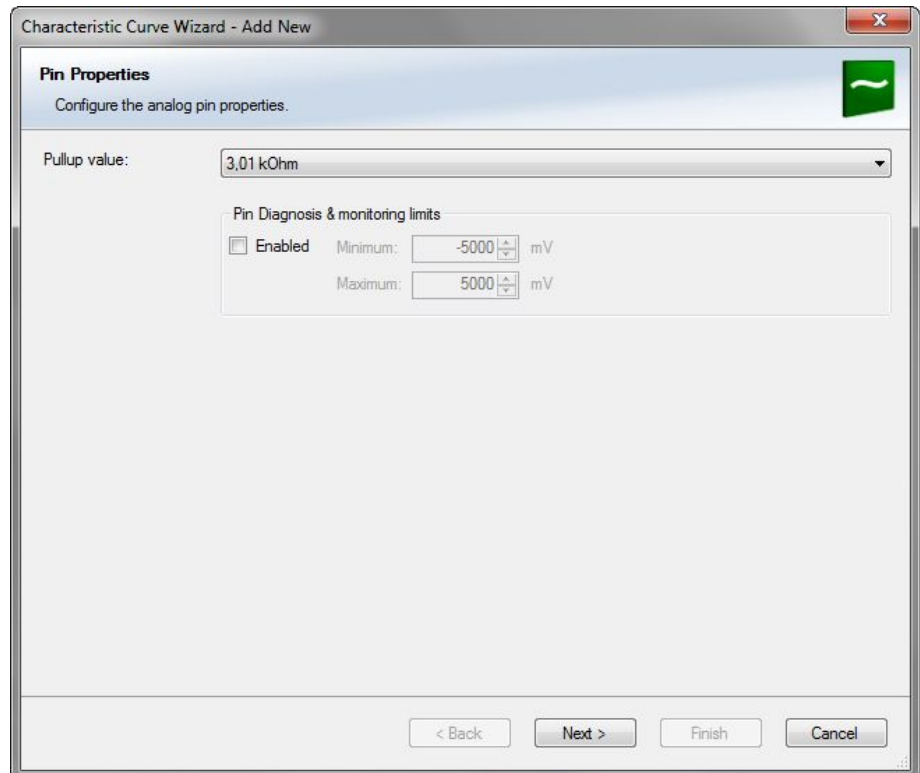 Characteristic Curve Wizard - Add New
Pin Properties
Configure the analog pin properties.
Pullup value: 3,01 kOhm
Pin Diagnosis & monitoring limits
Enabled Minimum: -5000 mV
Maximum: 5000 mV
< Back Next > Finish Cancel